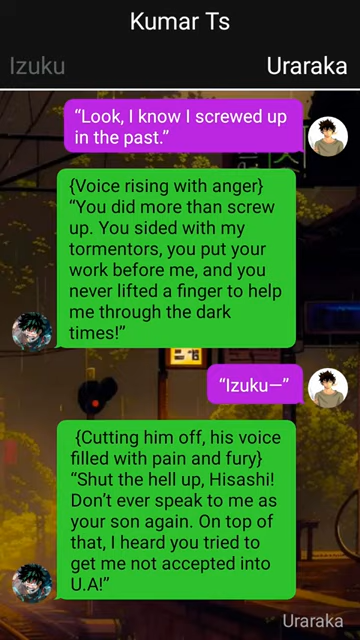 Kumar Ts
Izuku
Uraraka
“Look, I know I screwed up
in the past.”
{Voice rising with anger}
“You did more than screw
up. You sided with my
tormentors, you put your
work before me, and you
never lifted a finger to help
me through the dark
times!”
“Izuku—”
{Cutting him off, his voice
filled with pain and fury}
“Shut the hell up, Hisashi!
Don’t ever speak to me as
your son again. On top of
that, I heard you tried to
get me not accepted into
U.A!”
Uraraka